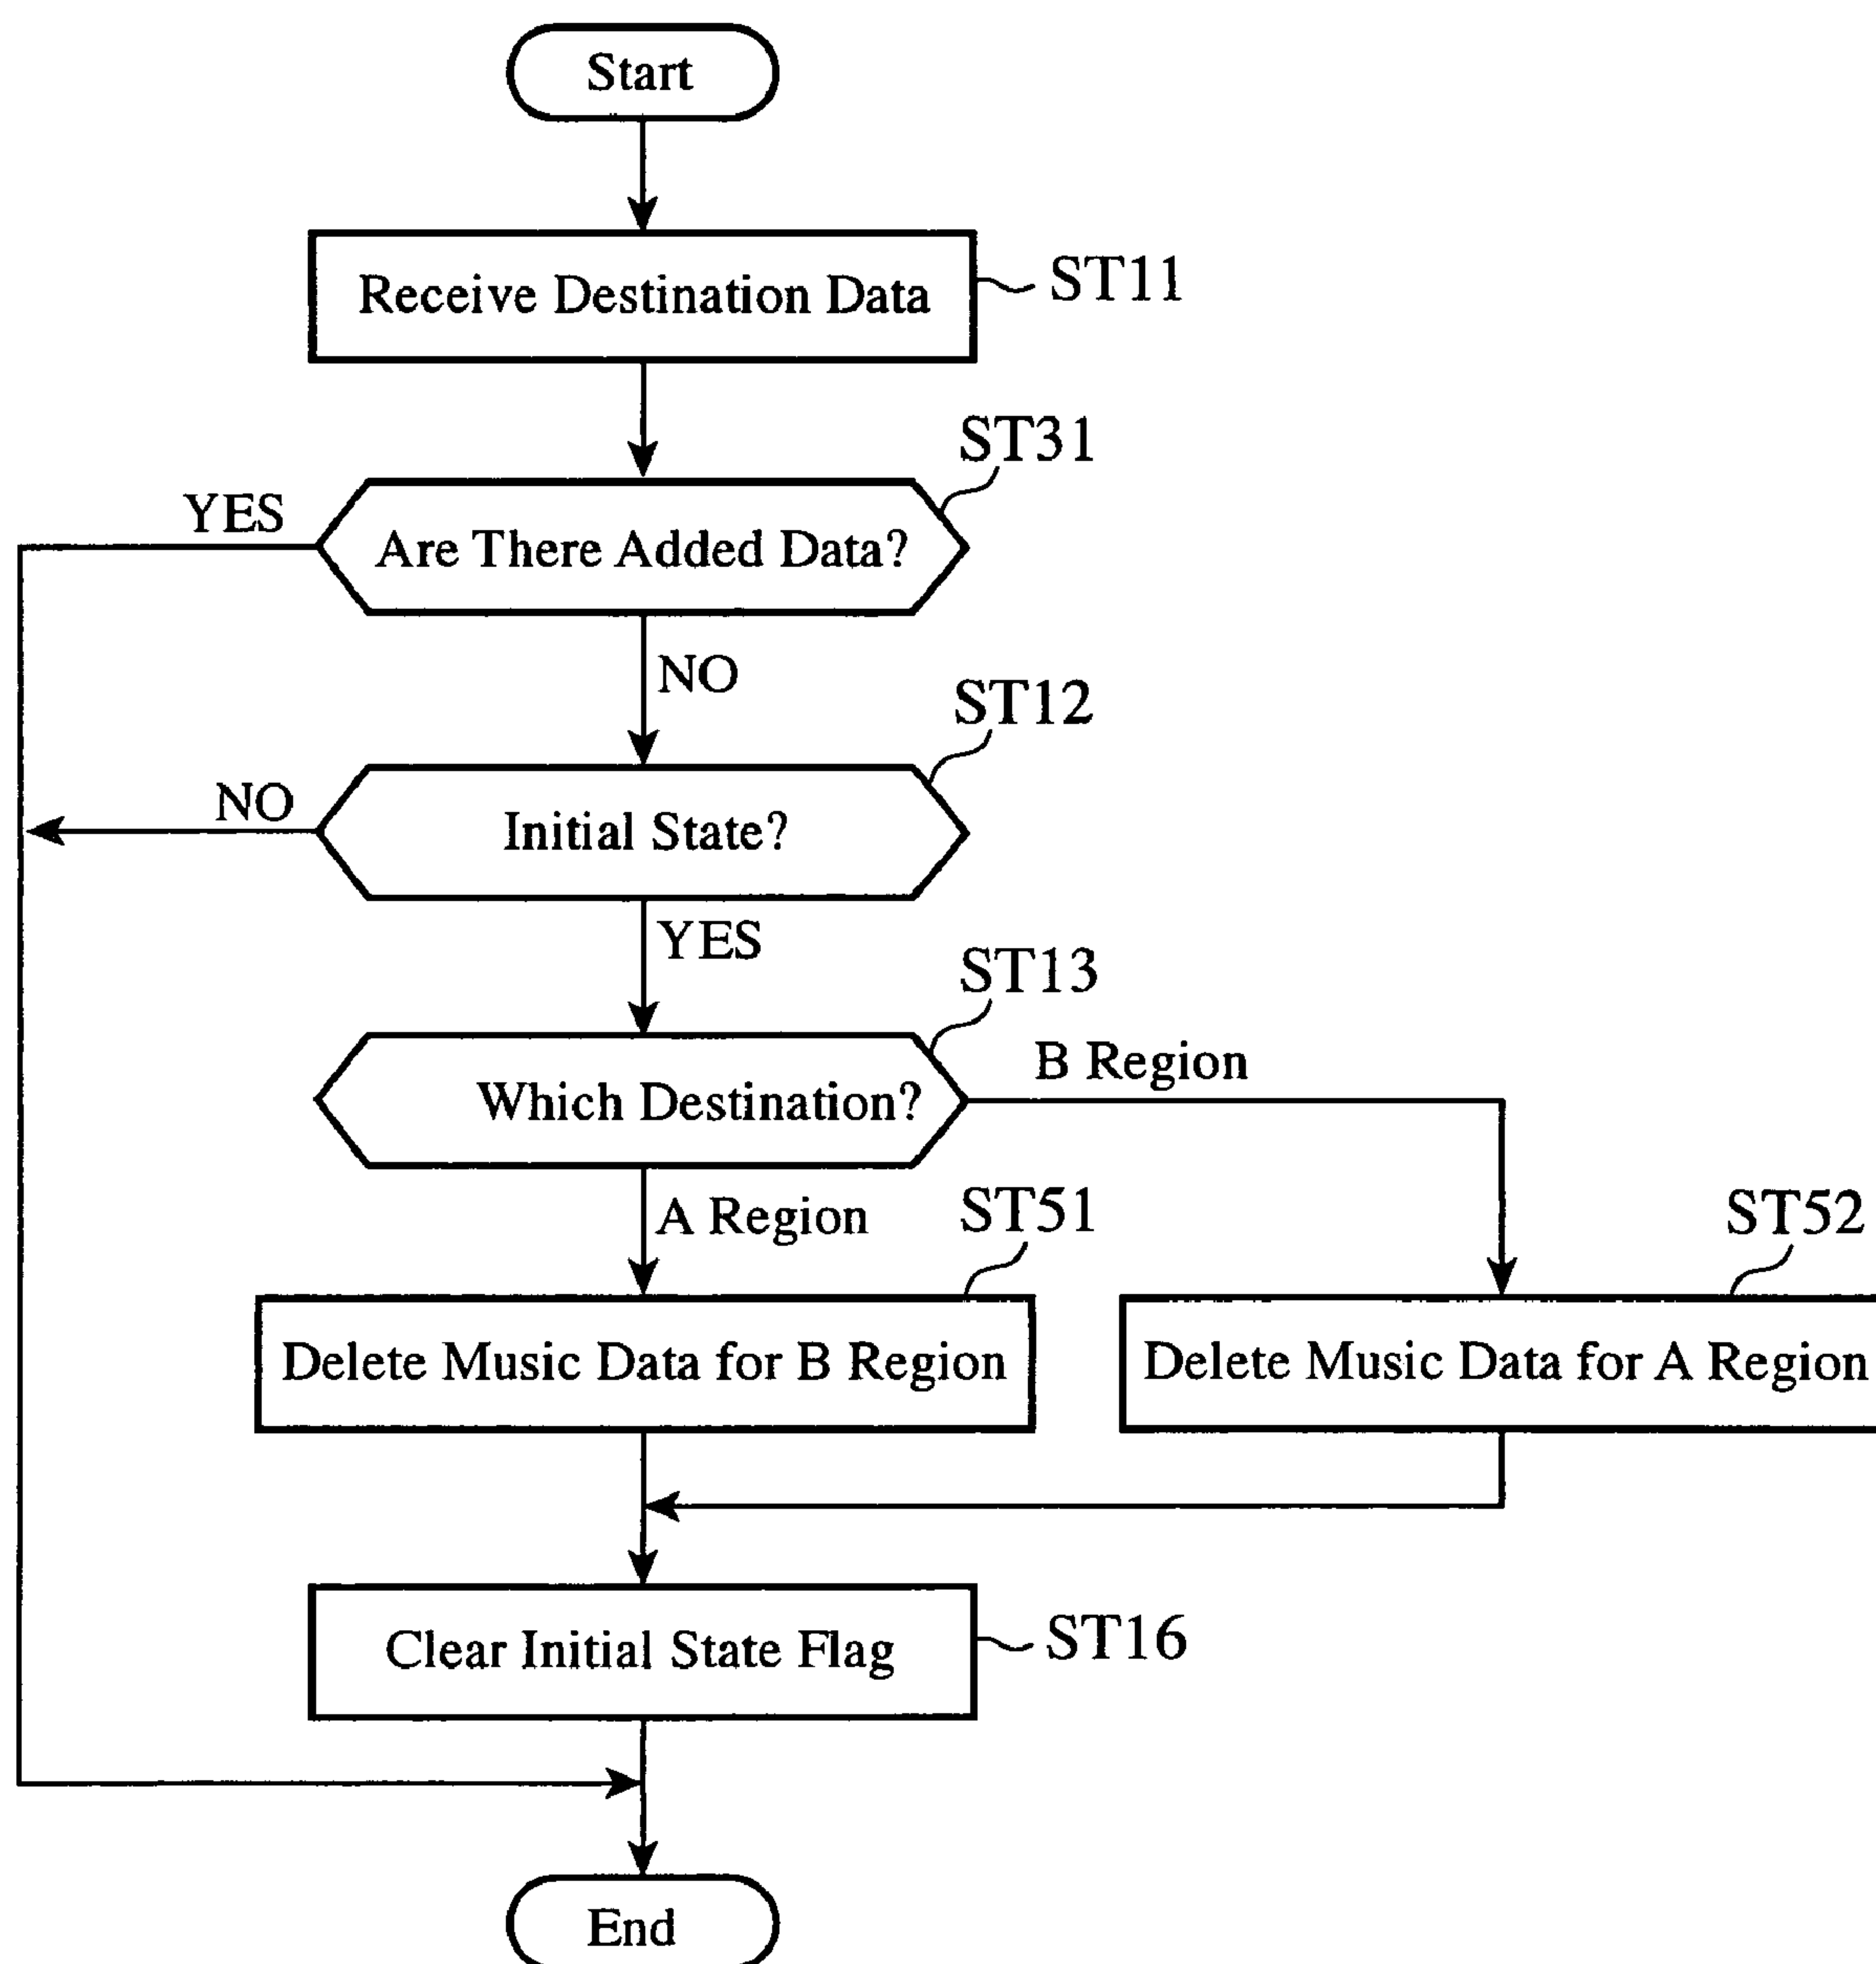 Start
Receive Destination Data
ST11
ST31
YES
Are There Added Data?
NO
ST12
NO
Initial State?
YES
ST13
B Region
Which Destination?
A Region
ST51
ST52
Delete Music Data for B Region
Delete Music Data for A Region
Clear Initial State Flag
ST16
End